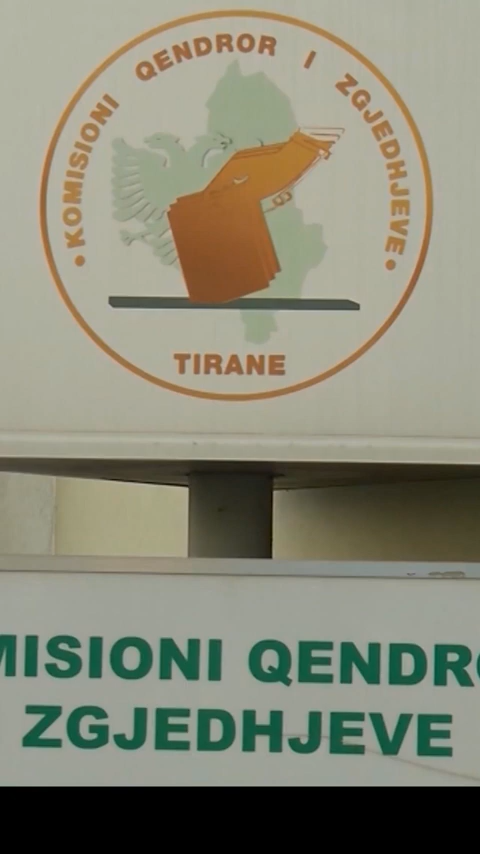 • KOMISIONI QENDROR I ZGJEDHJEVE •
TIRANE
MISIONI QENDRO
ZGJEDHJEVE